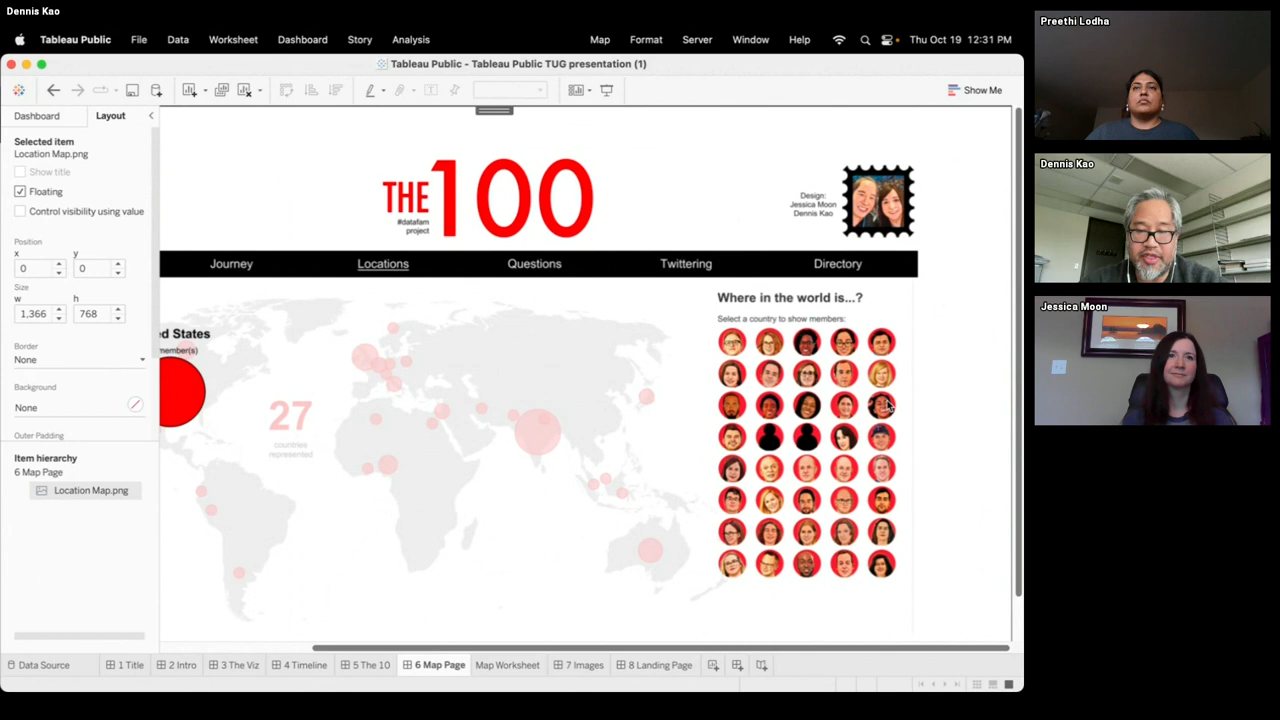 Dennis Kao
Tableau Public File Data Worksheet Dashboard Story Analysis Map Format Server Window Help Thu Oct 19 12:31 PM
Tableau Public - Tableau Public TUG presentation (1)
Show Me
Dashboard Layout
Selected item
Location Map.png
Show title
Floating
Control visibility using value
Position
x y
0 0
Size
w h
1,366 768
Border
None
Background
None
Outer Padding
Item hierarchy
6 Map Page
Location Map.png
THE 100
#datafam
project
Design:
Jessica Moon
Dennis Kao
Journey Locations Questions Twittering Directory
d States
member(s)
27
countries
represented
Where in the world is...?
Select a country to show members:
Data Source 1 Title 2 Intro 3 The Viz 4 Timeline 5 The 10 6 Map Page Map Worksheet 7 Images 8 Landing Page
Preethi Lodha
Dennis Kao
Jessica Moon